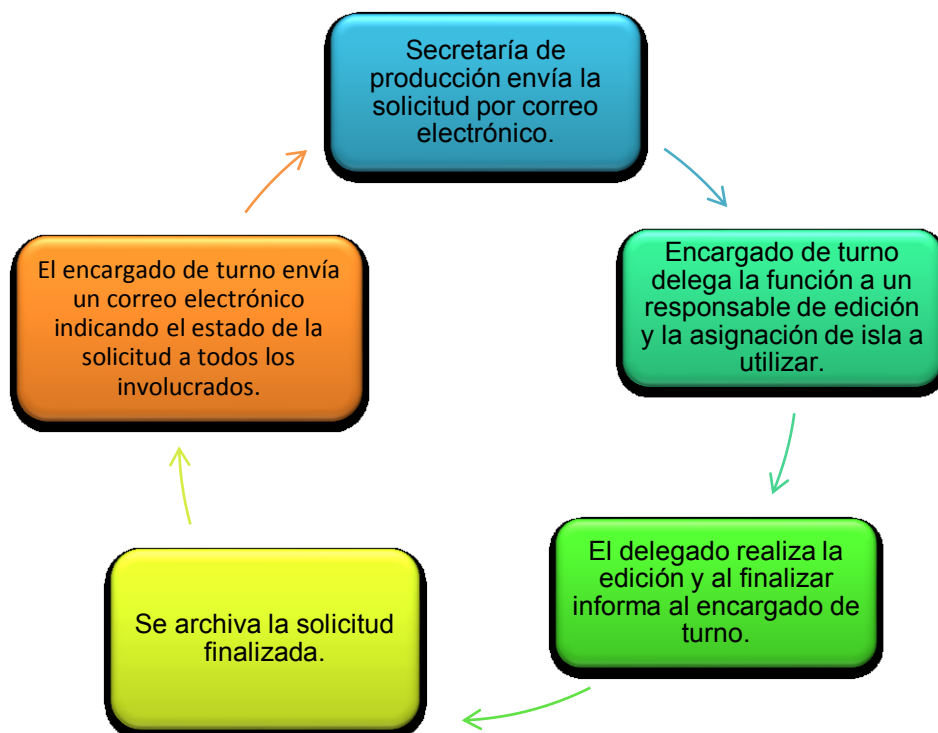 Secretaría de
producción envía la
solicitud por correo
electrónico.
Encargado de turno
delega la función a un
responsable de edición
y la asignación de isla a
utilizar.
El delegado realiza la
edición y al finalizar
informa al encargado de
turno.
Se archiva la solicitud
finalizada.
El encargado de turno envía
un correo electrónico
indicando el estado de la
solicitud a todos los
involucrados.